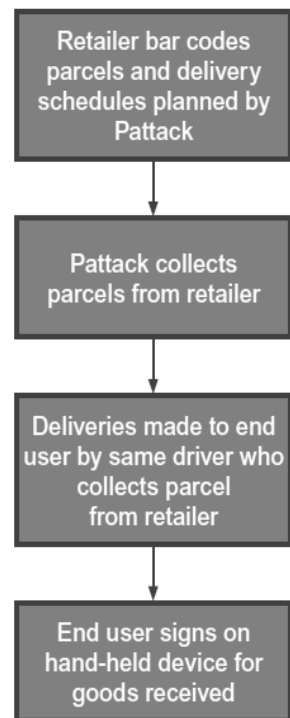 Retailer bar codes
parcels and delivery
schedules planned by
Pattack
Pattack collects
parcels from retailer
Deliveries made to end
user by same driver who
collects parcel
from retailer
End user signs on
hand-held device for
goods received